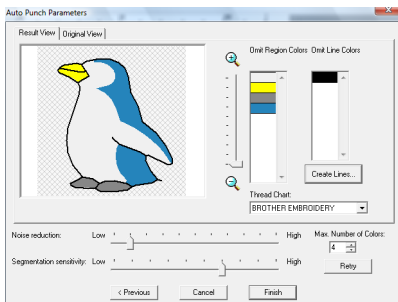 Auto Punch Parameters
Result View
Original View
Omit Region Colors
Omit Line Colors
Create Lines...
Thread Chart:
BROTHER EMBROIDERY
Noise reduction:
Low
High
Max. Number of Colors:
4
Segmentation sensitivity:
Low
High
Retry
< Previous
Cancel
Finish